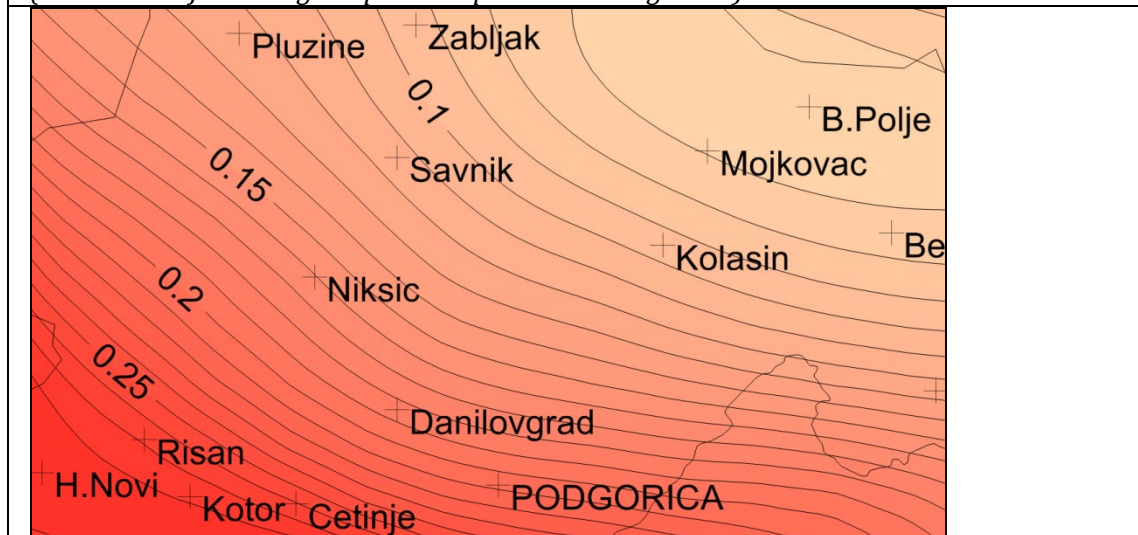 Pluzine
Zabljak
0.1
B.Polje
Mojkovac
0.15
Savnik
Kolasin
Be
0.2
Niksic
0.25
Danilovgrad
Risan
H.Novi
Kotor
Cetinje
PODGORICA